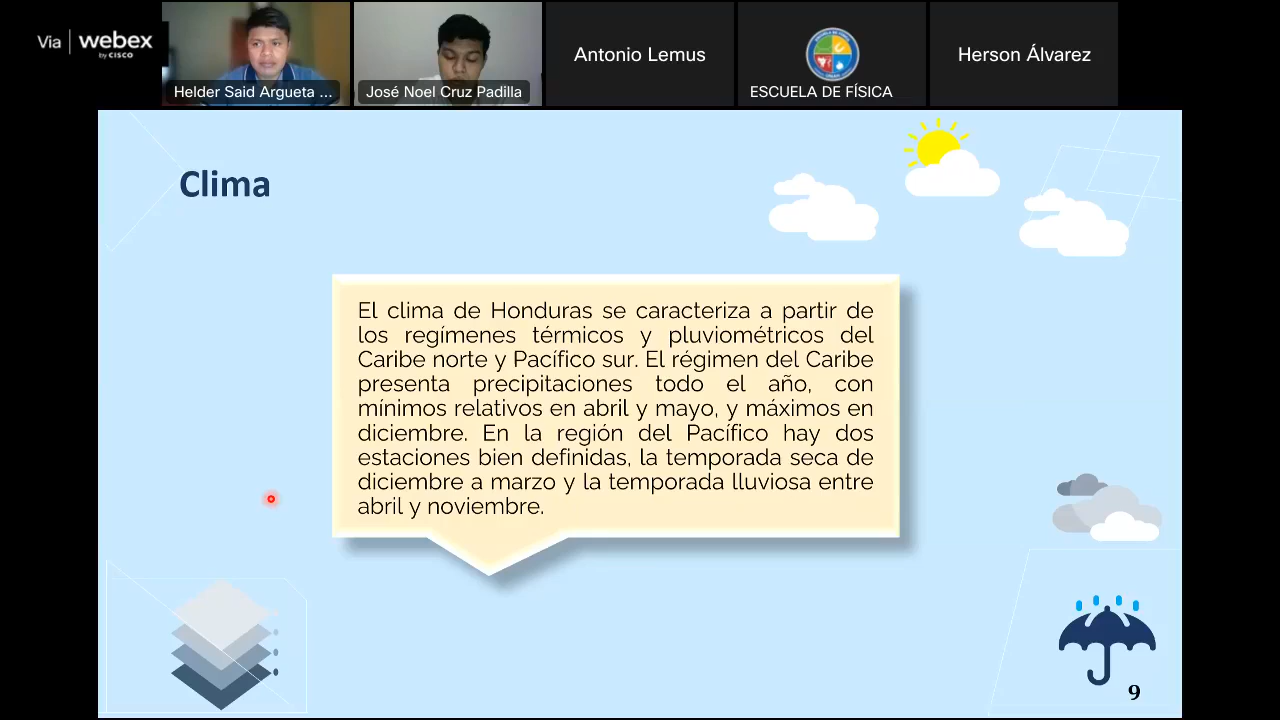 Via webex
by CISCO
Helder Said Argueta ...
José Noel Cruz Padilla
Antonio Lemus
ESCUELA DE FÍSICA
Herson Álvarez
Clima
El clima de Honduras se caracteriza a partir de
los regímenes térmicos y pluviométricos del
Caribe norte y Pacífico sur. El régimen del Caribe
presenta precipitaciones todo el año, con
mínimos relativos en abril y mayo, y máximos en
diciembre. En la región del Pacífico hay dos
estaciones bien definidas, la temporada seca de
diciembre a marzo y la temporada lluviosa entre
abril y noviembre.
9